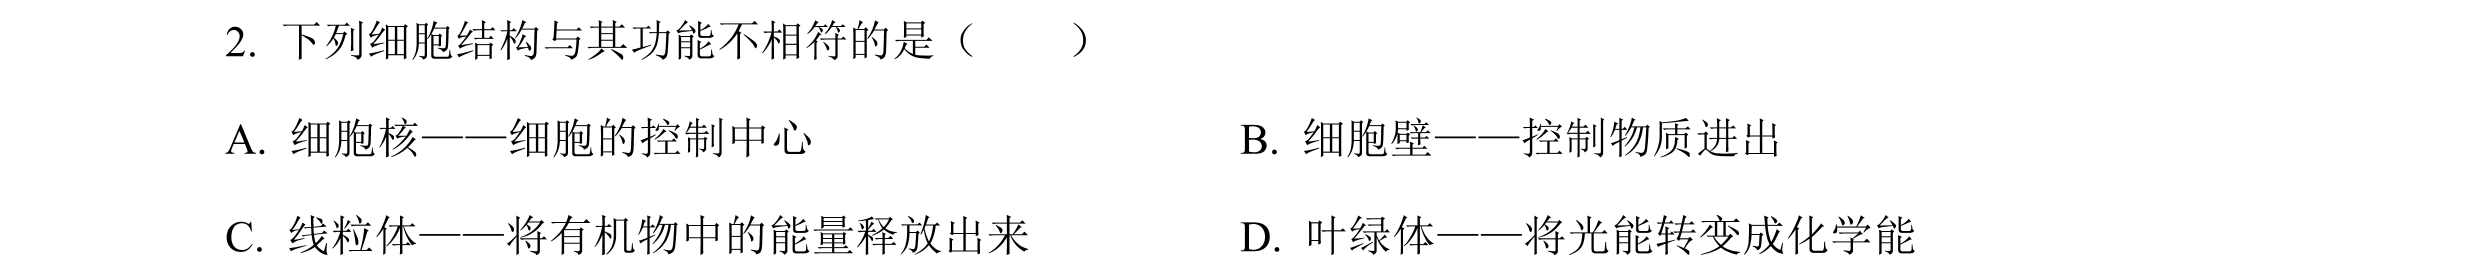 2. 下列细胞结构与其功能不相符的是（　　）
A. 细胞核——细胞的控制中心　　B. 细胞壁——控制物质进出
C. 线粒体——将有机物中的能量释放出来　　D. 叶绿体——将光能转变成化学能